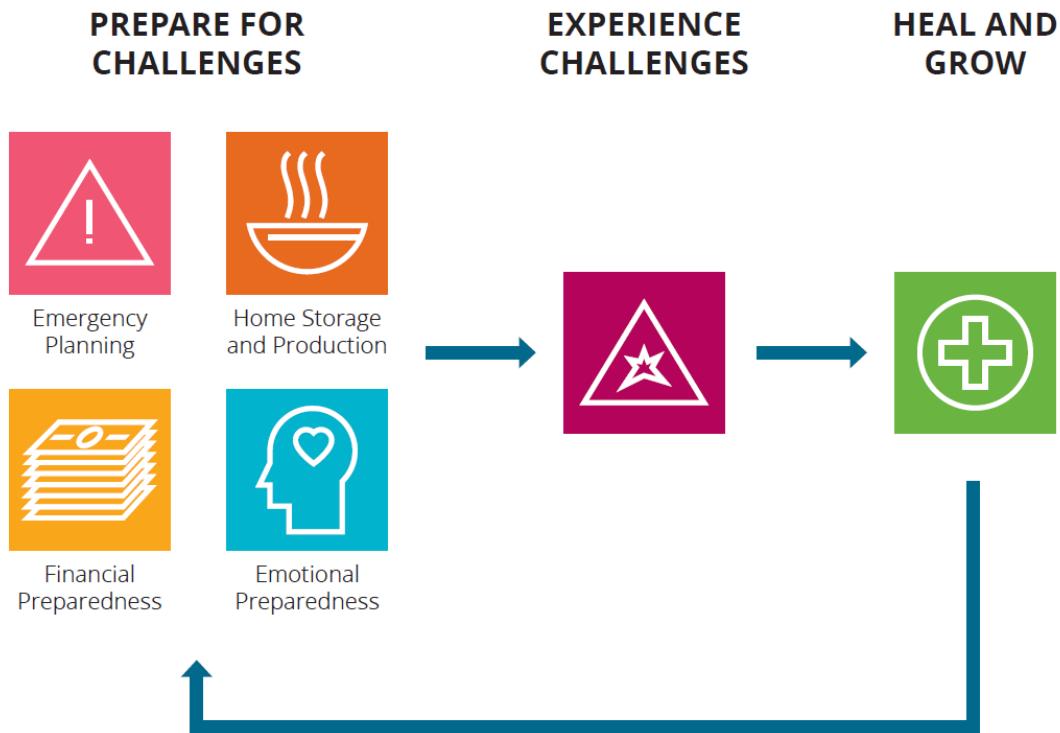 PREPARE FOR
CHALLENGES
EXPERIENCE
CHALLENGES
HEAL AND
GROW
!
Emergency
Planning
Home Storage
and Production
Financial
Preparedness
Emotional
Preparedness